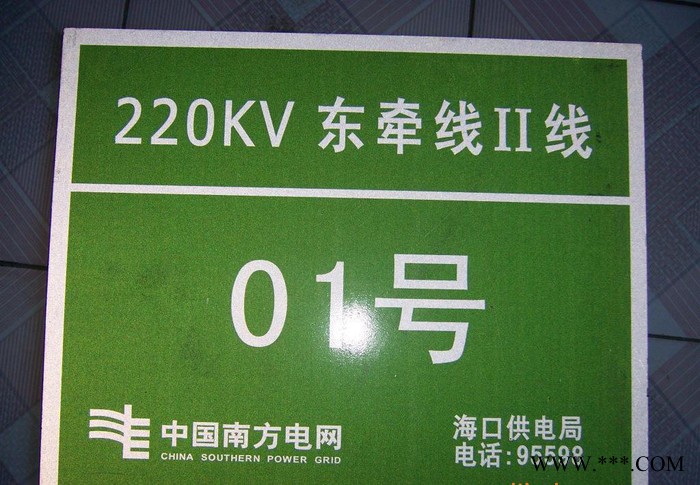 220KV 东牵线II线
01号
中国南方电网
CHINA SOUTHERN POWER GRID
海口供电局
电话:95598
WWW.***.COM